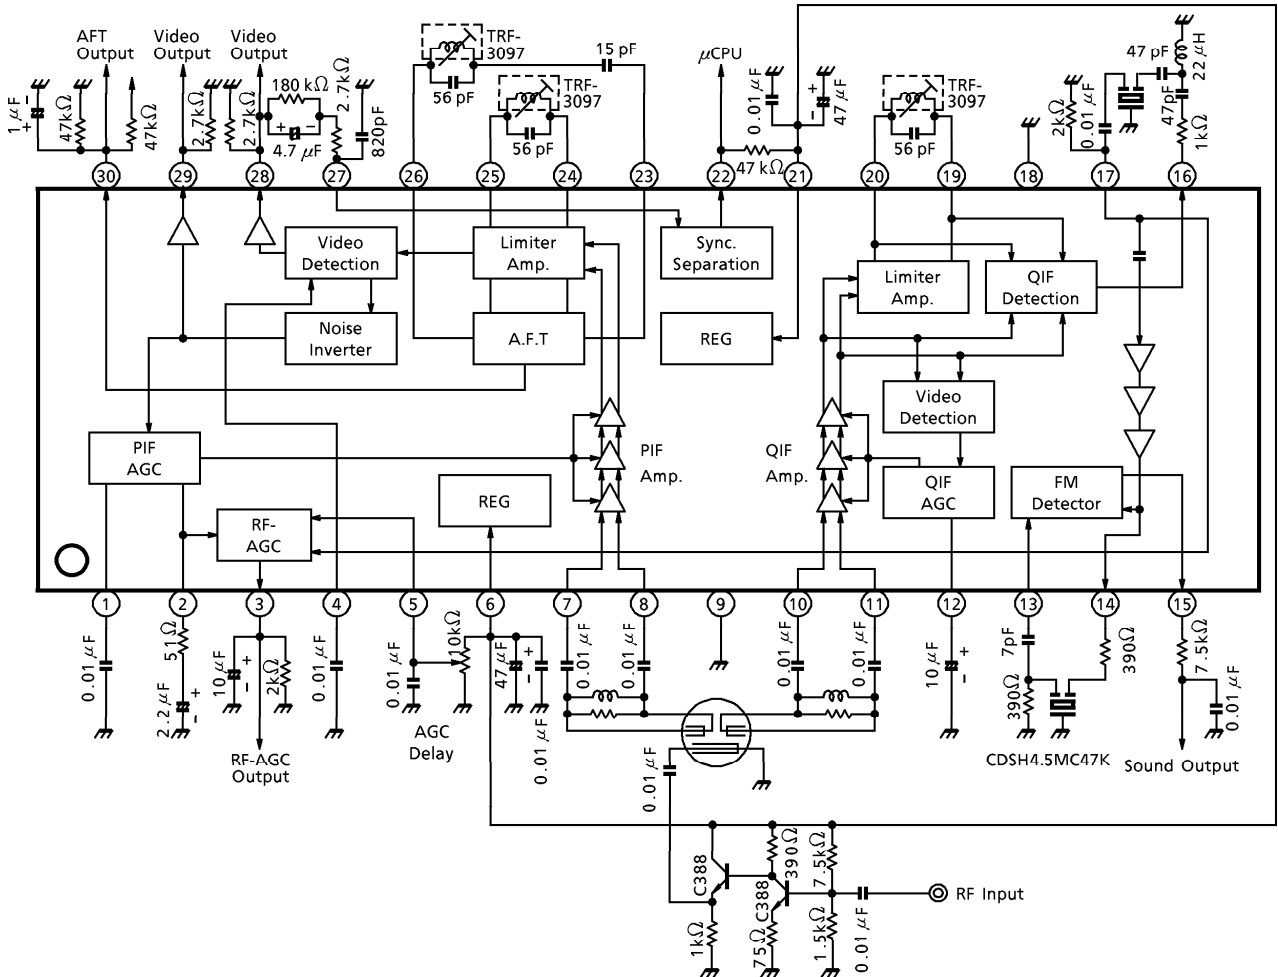 AFT
Output
Video
Output
Video
Output
1 μF
−
+
47kΩ
47kΩ
2.7kΩ
2.7kΩ
180 kΩ
+ −
4.7 μF
2.7kΩ
820pF
TRF-
3097
56 pF
15 pF
TRF-
3097
56 pF
μCPU
0.01 μF
+
−
47 μF
47 kΩ
TRF-
3097
56 pF
2kΩ
0.01 μF
47 pF
22 μH
47pF
1kΩ
30
29
28
27
26
25
24
23
22
21
20
19
18
17
16
Video
Detection
Limiter
Amp.
Sync.
Separation
Limiter
Amp.
QIF
Detection
Noise
Inverter
A.F.T
REG
Video
Detection
PIF
AGC
PIF
Amp.
QIF
Amp.
REG
QIF
AGC
FM
Detector
RF-
AGC
1
2
3
4
5
6
7
8
9
10
11
12
13
14
15
0.01 μF
51Ω
2.2 μF
+
−
10 μF
+
−
2kΩ
RF-AGC
Output
0.01 μF
0.01 μF
10kΩ
AGC
Delay
47 μF
+
−
0.01 μF
0.01 μF
0.01 μF
0.01 μF
0.01 μF
10 μF
+
−
7pF
390Ω
390Ω
CDSH4.5MC47K
7.5kΩ
0.01 μF
Sound Output
0.01 μF
C388
390Ω
C388
7.5kΩ
RF Input
1kΩ
75Ω
1.5kΩ
0.01 μF